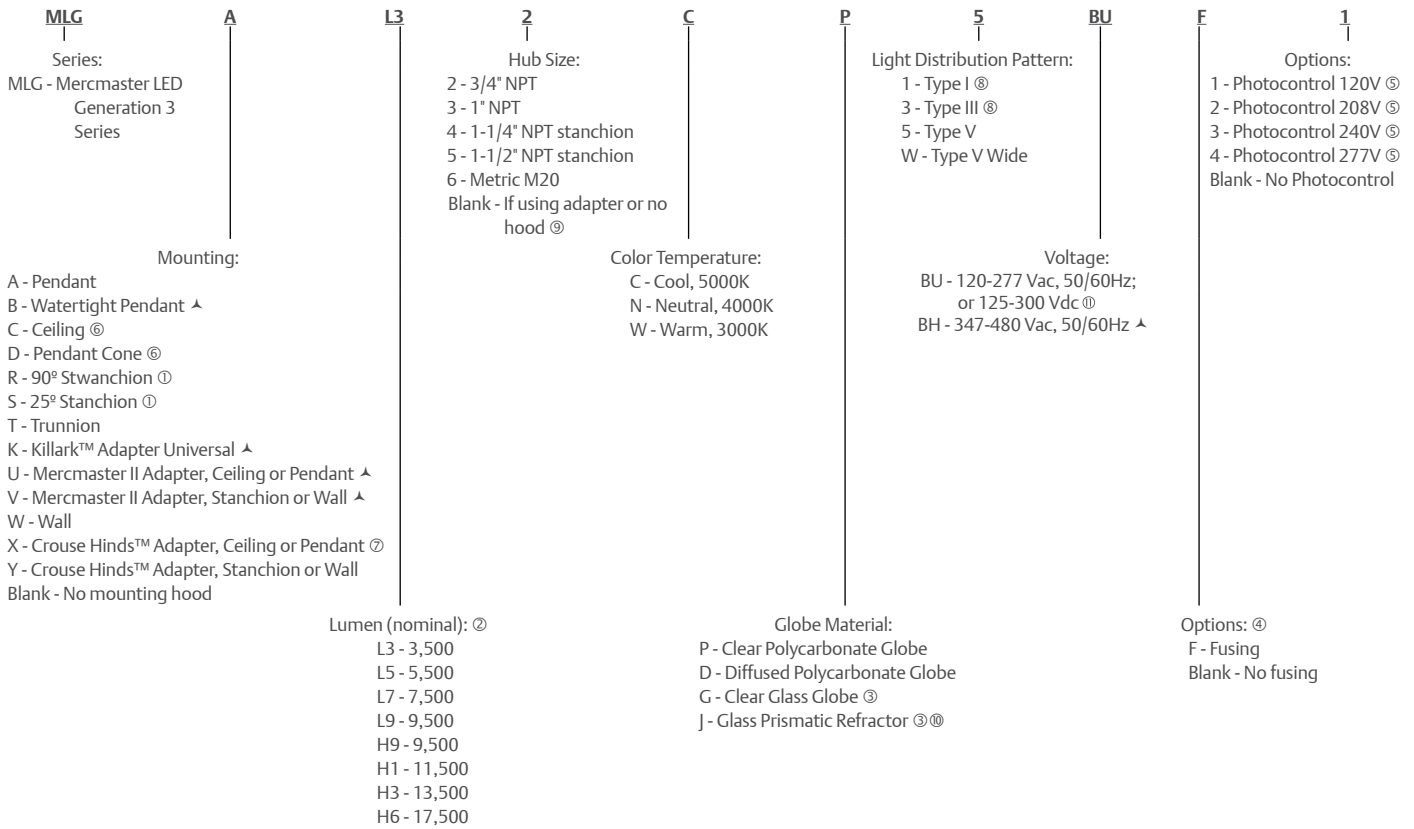 MLG A L3 2 C P 5 BU F 1
Series:
MLG - Mercmaster LED
Generation 3
Series
Hub Size:
2 - 3/4" NPT
3 - 1" NPT
4 - 1-1/4" NPT stanchion
5 - 1-1/2" NPT stanchion
6 - Metric M20
Blank - If using adapter or no
hood ⑨
Light Distribution Pattern:
1 - Type I ⑧
3 - Type III ⑧
5 - Type V
W - Type V Wide
Options:
1 - Photocontrol 120V Ⓢ
2 - Photocontrol 208V Ⓢ
3 - Photocontrol 240V Ⓢ
4 - Photocontrol 277V Ⓢ
Blank - No Photocontrol
Mounting:
A - Pendant
B - Watertight Pendant ⅄
C - Ceiling ⑥
D - Pendant Cone ⑥
R - 90º Stwanchion ①
S - 25º Stanchion ①
T - Trunnion
K - Killark™ Adapter Universal ⅄
U - Mercmaster II Adapter, Ceiling or Pendant ⅄
V - Mercmaster II Adapter, Stanchion or Wall ⅄
W - Wall
X - Crouse Hinds™ Adapter, Ceiling or Pendant ⑦
Y - Crouse Hinds™ Adapter, Stanchion or Wall
Blank - No mounting hood
Color Temperature:
C - Cool, 5000K
N - Neutral, 4000K
W - Warm, 3000K
Voltage:
BU - 120-277 Vac, 50/60Hz;
or 125-300 Vdc ⑪
BH - 347-480 Vac, 50/60Hz ⅄
Lumen (nominal): ②
L3 - 3,500
L5 - 5,500
L7 - 7,500
L9 - 9,500
H9 - 9,500
H1 - 11,500
H3 - 13,500
H6 - 17,500
Globe Material:
P - Clear Polycarbonate Globe
D - Diffused Polycarbonate Globe
G - Clear Glass Globe ③
J - Glass Prismatic Refractor ③⑩
Options: ④
F - Fusing
Blank - No fusing